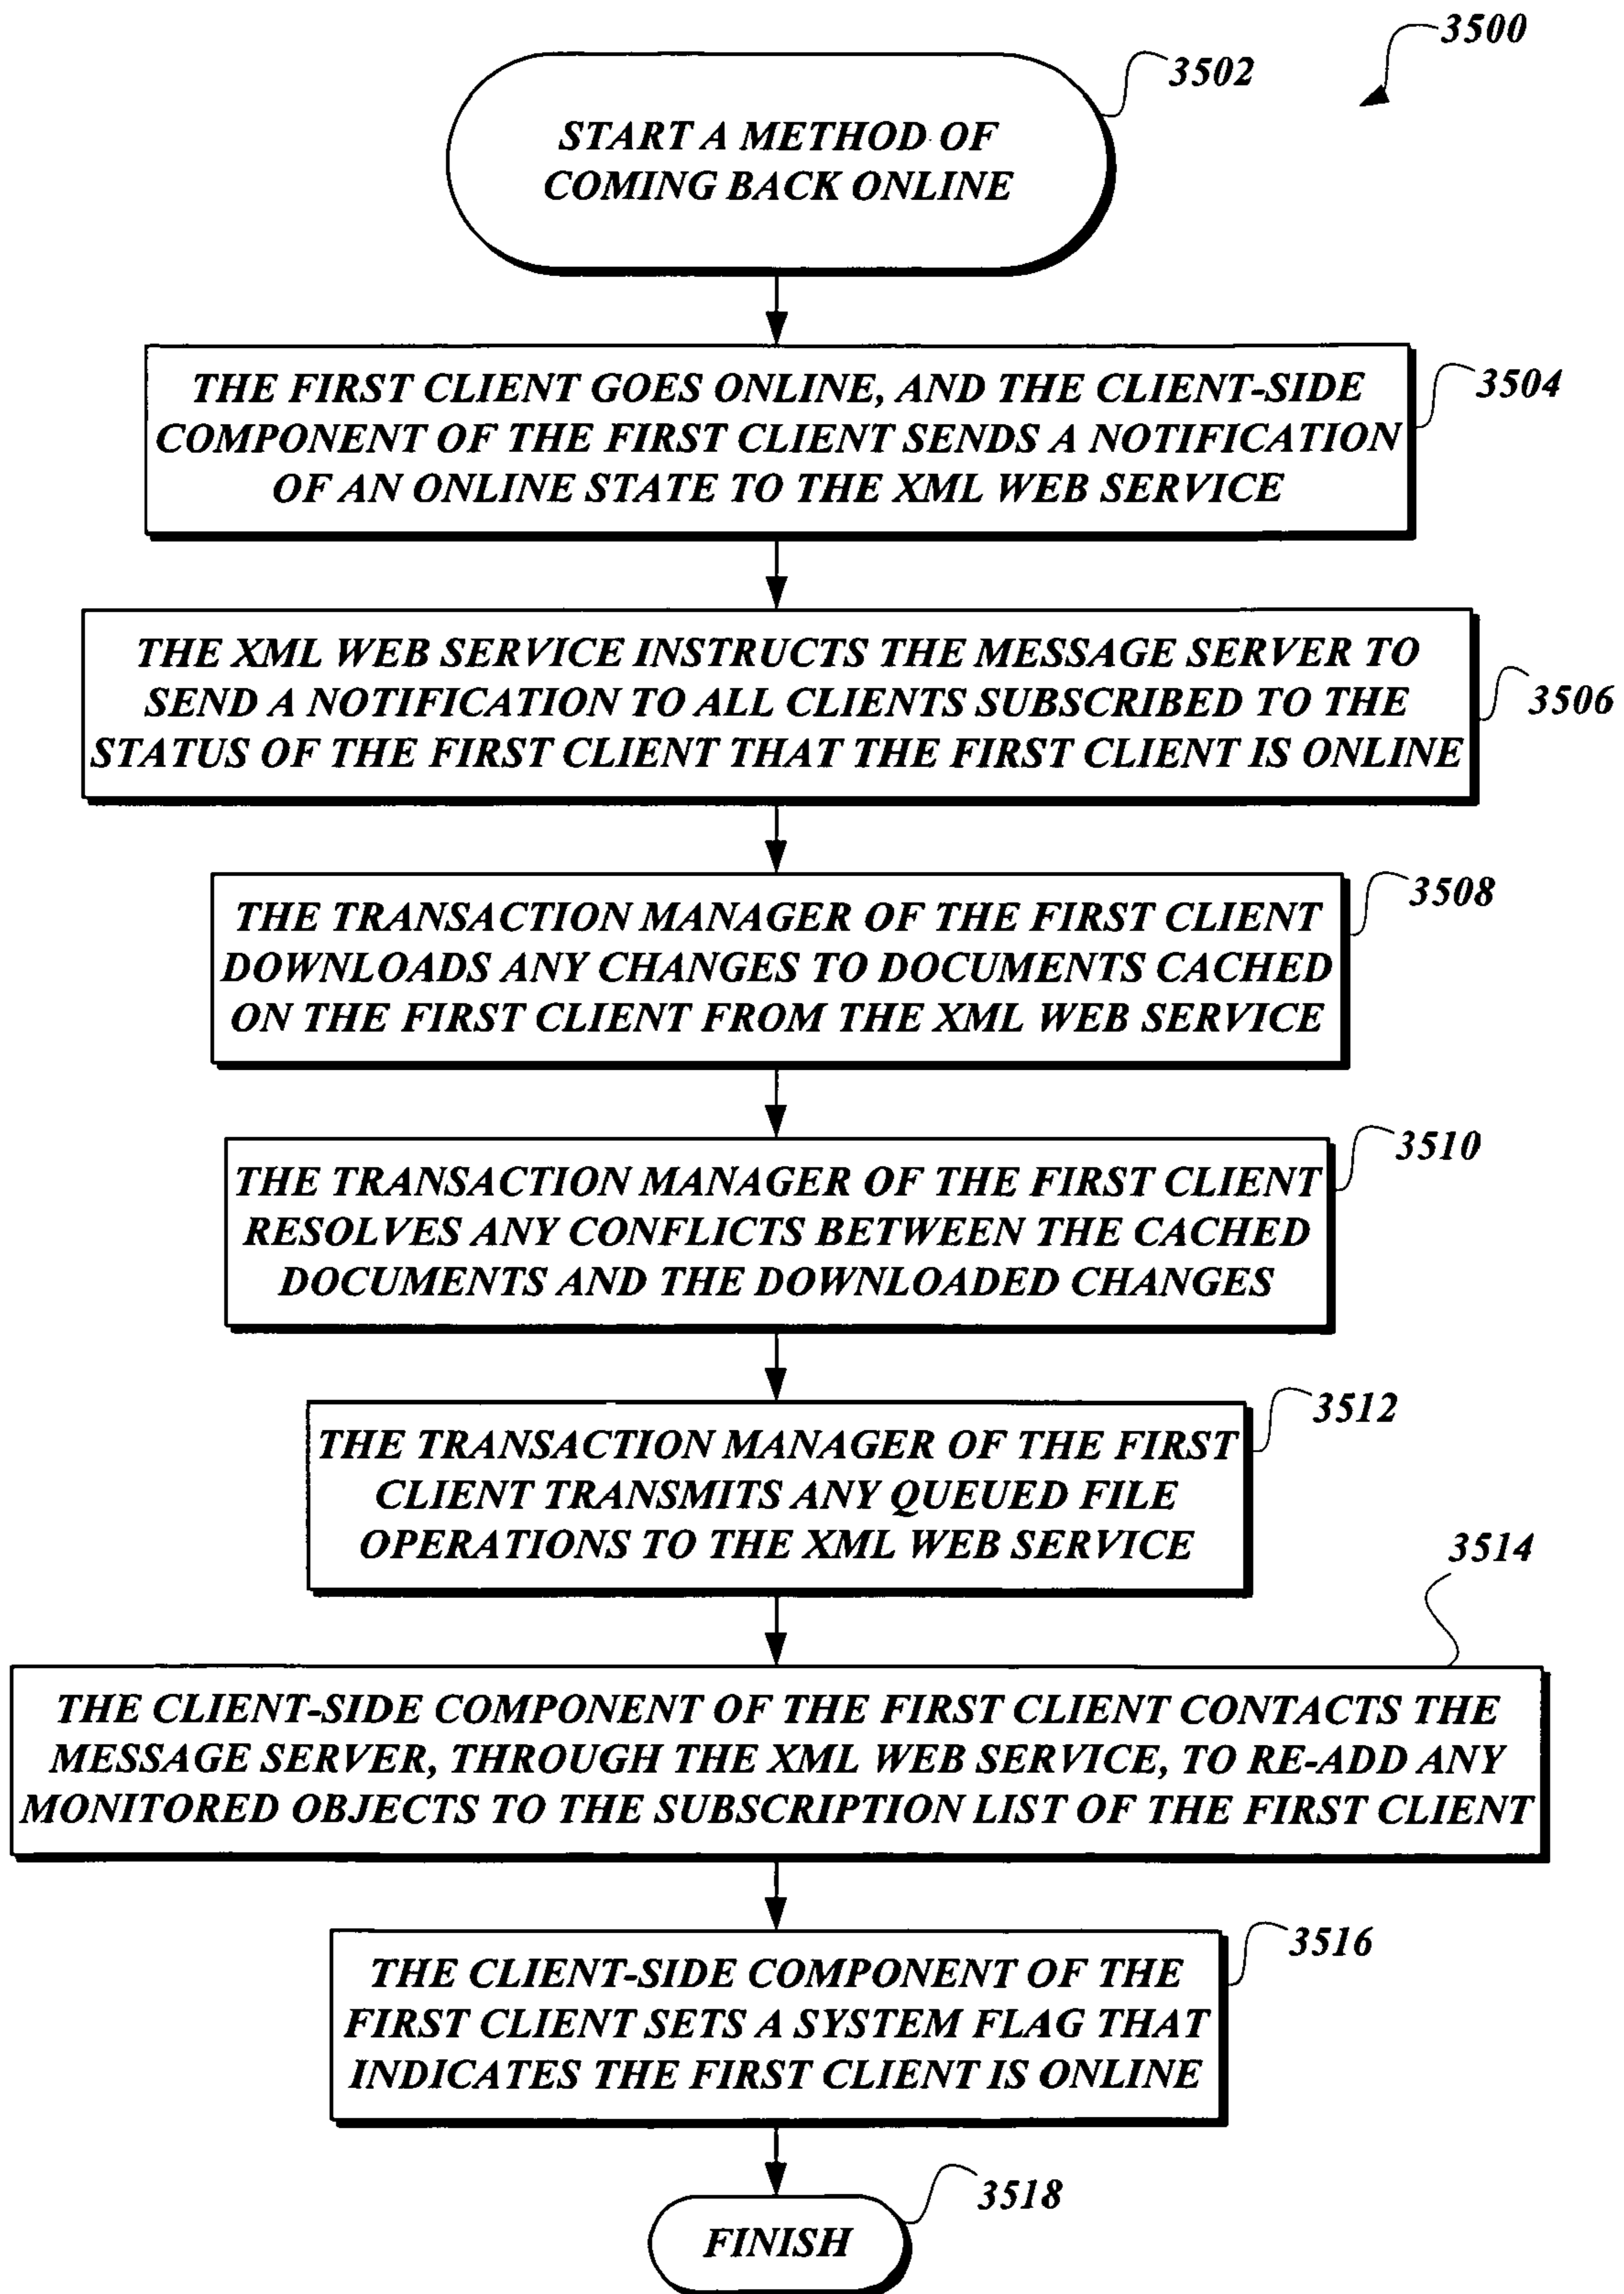 3500
3502
START A METHOD OF
COMING BACK ONLINE
THE FIRST CLIENT GOES ONLINE, AND THE CLIENT-SIDE
COMPONENT OF THE FIRST CLIENT SENDS A NOTIFICATION
OF AN ONLINE STATE TO THE XML WEB SERVICE
3504
THE XML WEB SERVICE INSTRUCTS THE MESSAGE SERVER TO
SEND A NOTIFICATION TO ALL CLIENTS SUBSCRIBED TO THE
STATUS OF THE FIRST CLIENT THAT THE FIRST CLIENT IS ONLINE
3506
THE TRANSACTION MANAGER OF THE FIRST CLIENT
DOWNLOADS ANY CHANGES TO DOCUMENTS CACHED
ON THE FIRST CLIENT FROM THE XML WEB SERVICE
3508
THE TRANSACTION MANAGER OF THE FIRST CLIENT
RESOLVES ANY CONFLICTS BETWEEN THE CACHED
DOCUMENTS AND THE DOWNLOADED CHANGES
3510
THE TRANSACTION MANAGER OF THE FIRST
CLIENT TRANSMITS ANY QUEUED FILE
OPERATIONS TO THE XML WEB SERVICE
3512
3514
THE CLIENT-SIDE COMPONENT OF THE FIRST CLIENT CONTACTS THE
MESSAGE SERVER, THROUGH THE XML WEB SERVICE, TO RE-ADD ANY
MONITORED OBJECTS TO THE SUBSCRIPTION LIST OF THE FIRST CLIENT
THE CLIENT-SIDE COMPONENT OF THE
FIRST CLIENT SETS A SYSTEM FLAG THAT
INDICATES THE FIRST CLIENT IS ONLINE
3516
3518
FINISH